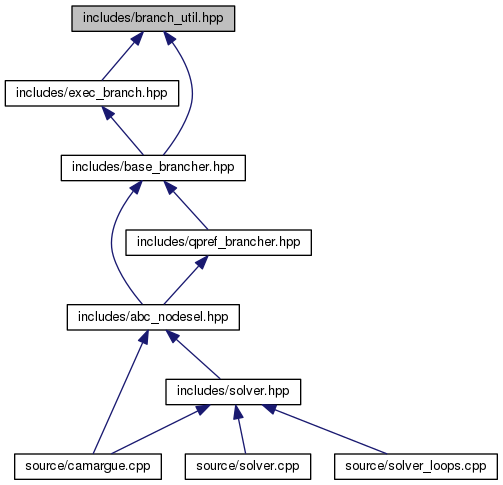 includes/branch_util.hpp
includes/exec_branch.hpp
includes/base_brancher.hpp
includes/qpref_brancher.hpp
includes/abc_nodesel.hpp
includes/solver.hpp
source/camargue.cpp
source/solver.cpp
source/solver_loops.cpp